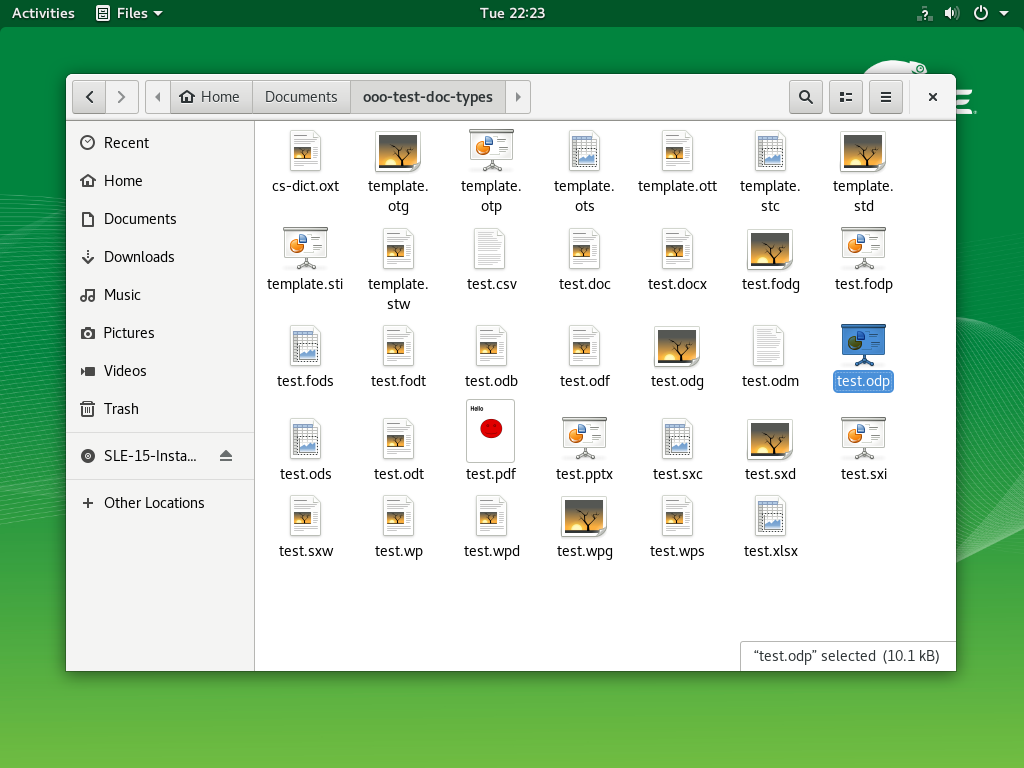 Activities Files Tue 22:23
Home Documents ooo-test-doc-types
Recent
Home
Documents
Downloads
Music
Pictures
Videos
Trash
SLE-15-Insta...
Other Locations
cs-dict.oxt template. template. template. template.ott template. template.
otg otp ots stc std
template.sti template. test.csv test.doc test.docx test.fodg test.fodp
stw
test.fods test.fodt test.odb test.odf test.odg test.odm test.odp
Hello
test.ods test.odt test.pdf test.pptx test.sxc test.sxd test.sxi
test.sxw test.wp test.wpd test.wpg test.wps test.xlsx
“test.odp” selected (10.1 kB)